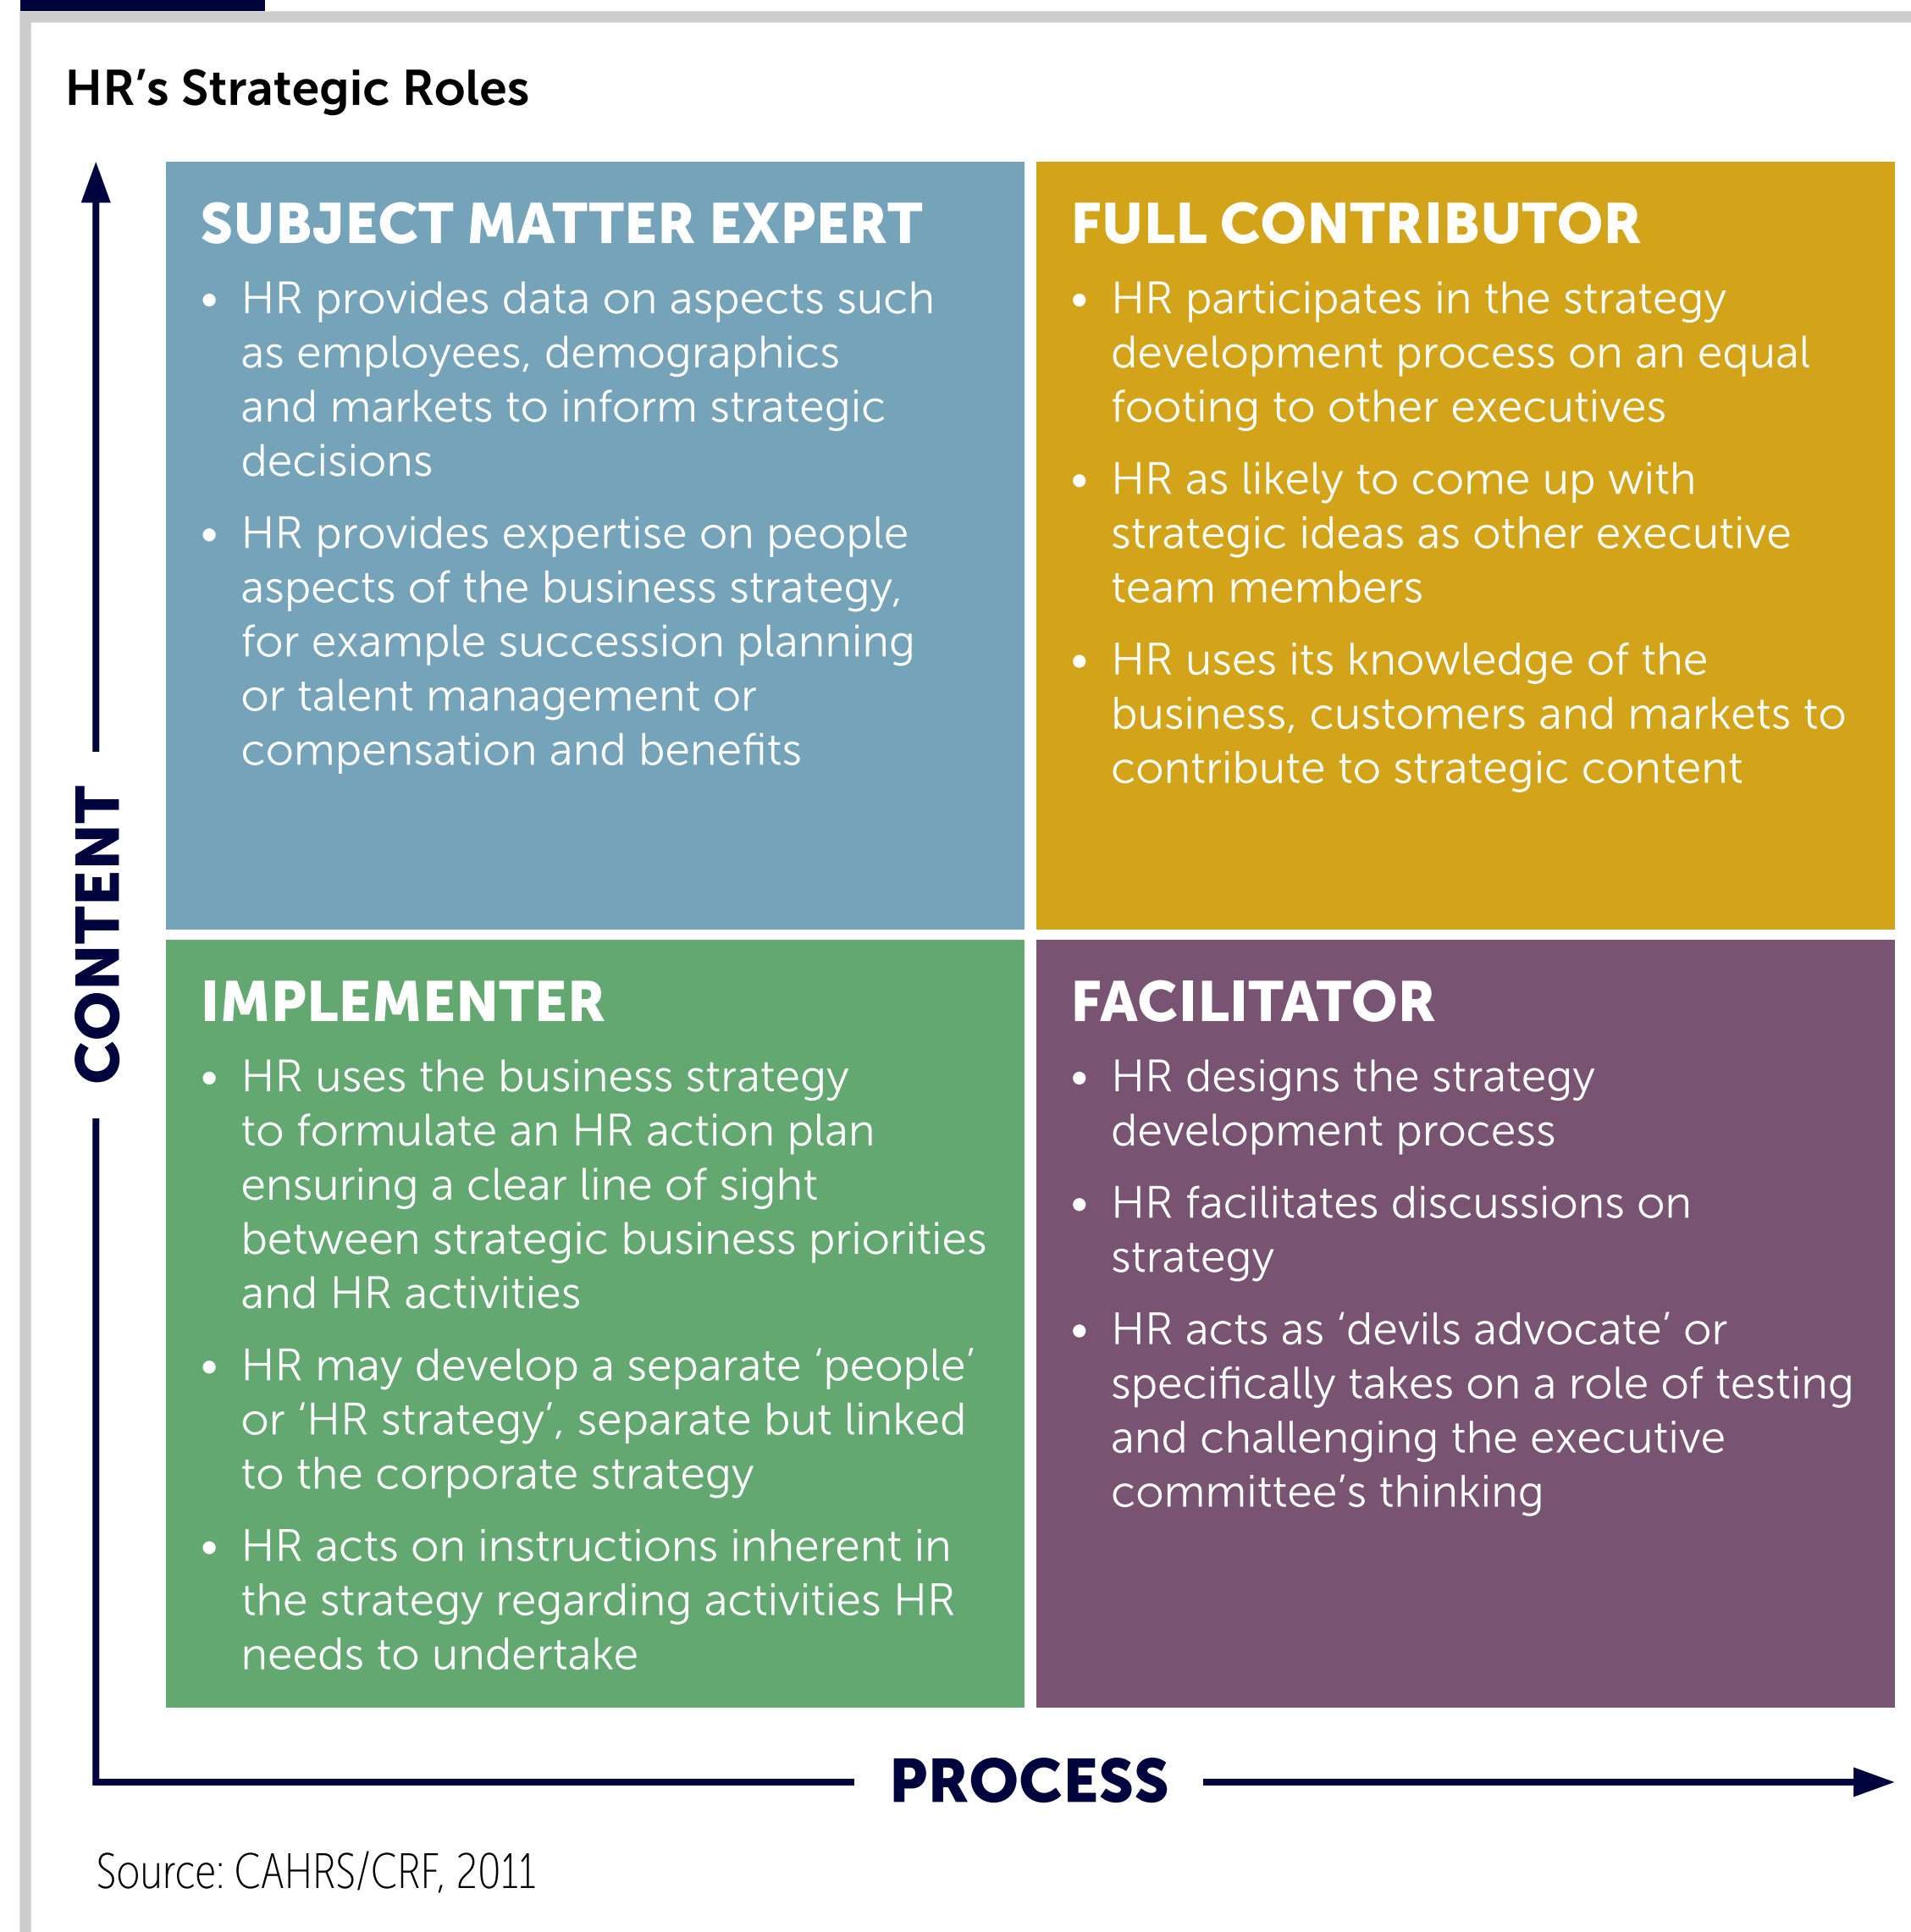 HR’s Strategic Roles
SUBJECT MATTER EXPERT
• HR provides data on aspects such
as employees, demographics
and markets to inform strategic
decisions
• HR provides expertise on people
aspects of the business strategy,
for example succession planning
or talent management or
compensation and benefits
FULL CONTRIBUTOR
• HR participates in the strategy
development process on an equal
footing to other executives
• HR as likely to come up with
strategic ideas as other executive
team members
• HR uses its knowledge of the
business, customers and markets to
contribute to strategic content
CONTENT
IMPLEMENTER
• HR uses the business strategy
to formulate an HR action plan
ensuring a clear line of sight
between strategic business priorities
and HR activities
• HR may develop a separate ‘people’
or ‘HR strategy’, separate but linked
to the corporate strategy
• HR acts on instructions inherent in
the strategy regarding activities HR
needs to undertake
FACILITATOR
• HR designs the strategy
development process
• HR facilitates discussions on
strategy
• HR acts as ‘devils advocate’ or
specifically takes on a role of testing
and challenging the executive
committee’s thinking
PROCESS
Source: CAHRS/CRF, 2011